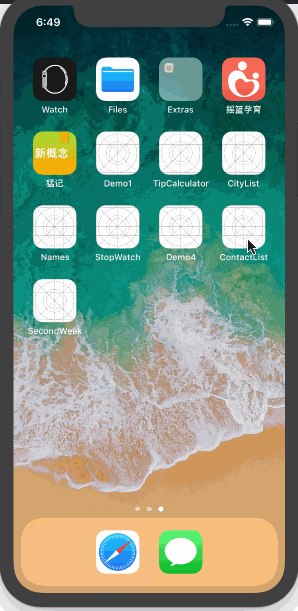 6:49
Watch
Files
Extras
摇篮孕育
新概念
猛记
Demo1
TipCalculator
CityList
Names
StopWatch
Demo4
ContactList
SecondWeek